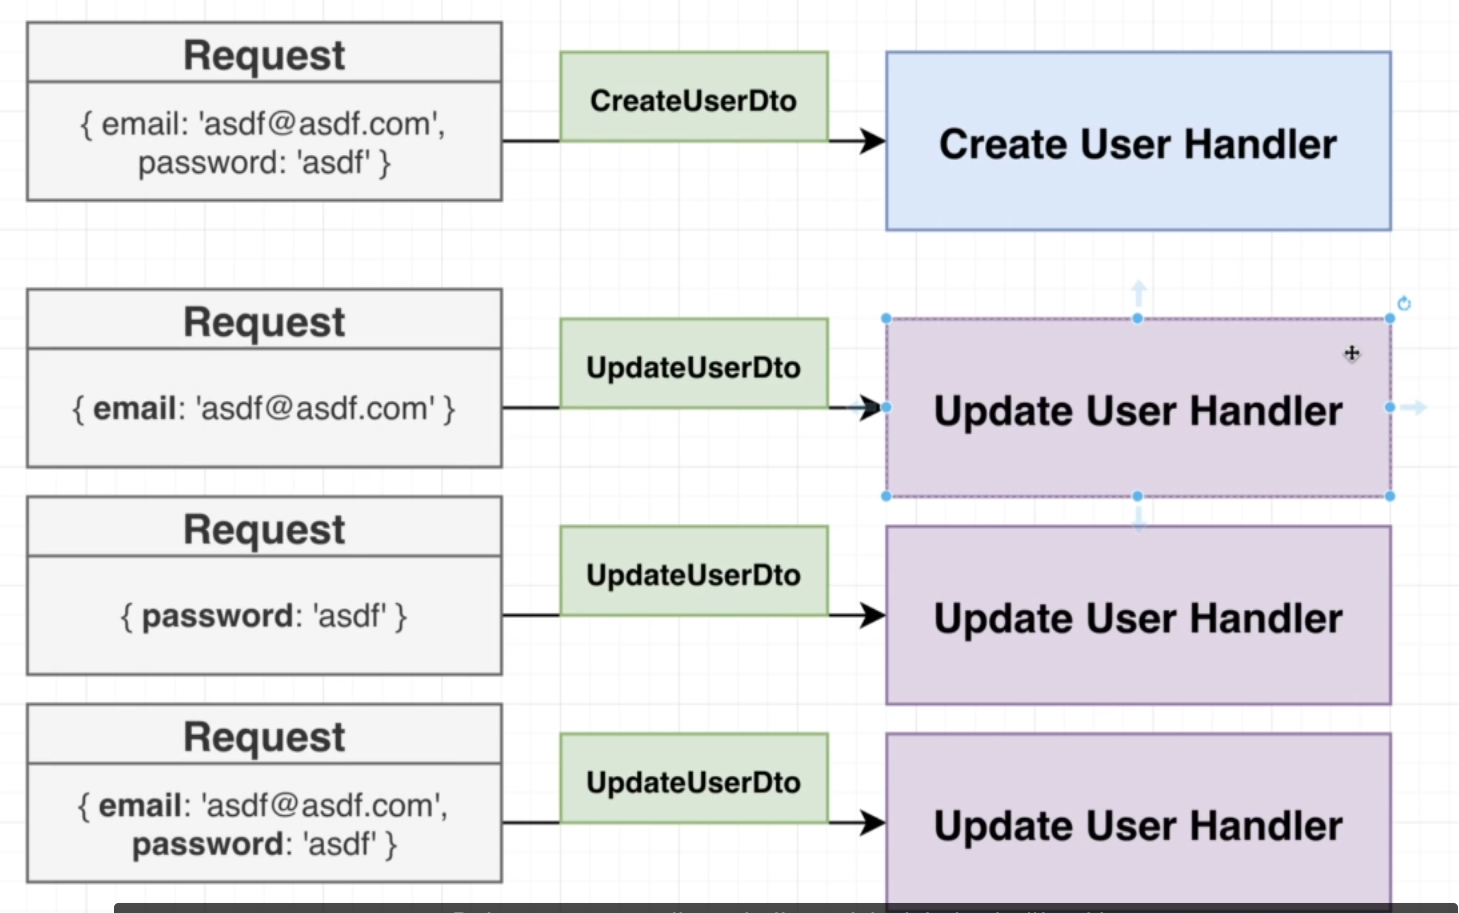 Request
{ email: 'asdf@asdf.com',
password: 'asdf' }
CreateUserDto
Create User Handler
Request
{ email: 'asdf@asdf.com' }
UpdateUserDto
Update User Handler
Request
{ password: 'asdf' }
UpdateUserDto
Update User Handler
Request
{ email: 'asdf@asdf.com',
password: 'asdf' }
UpdateUserDto
Update User Handler